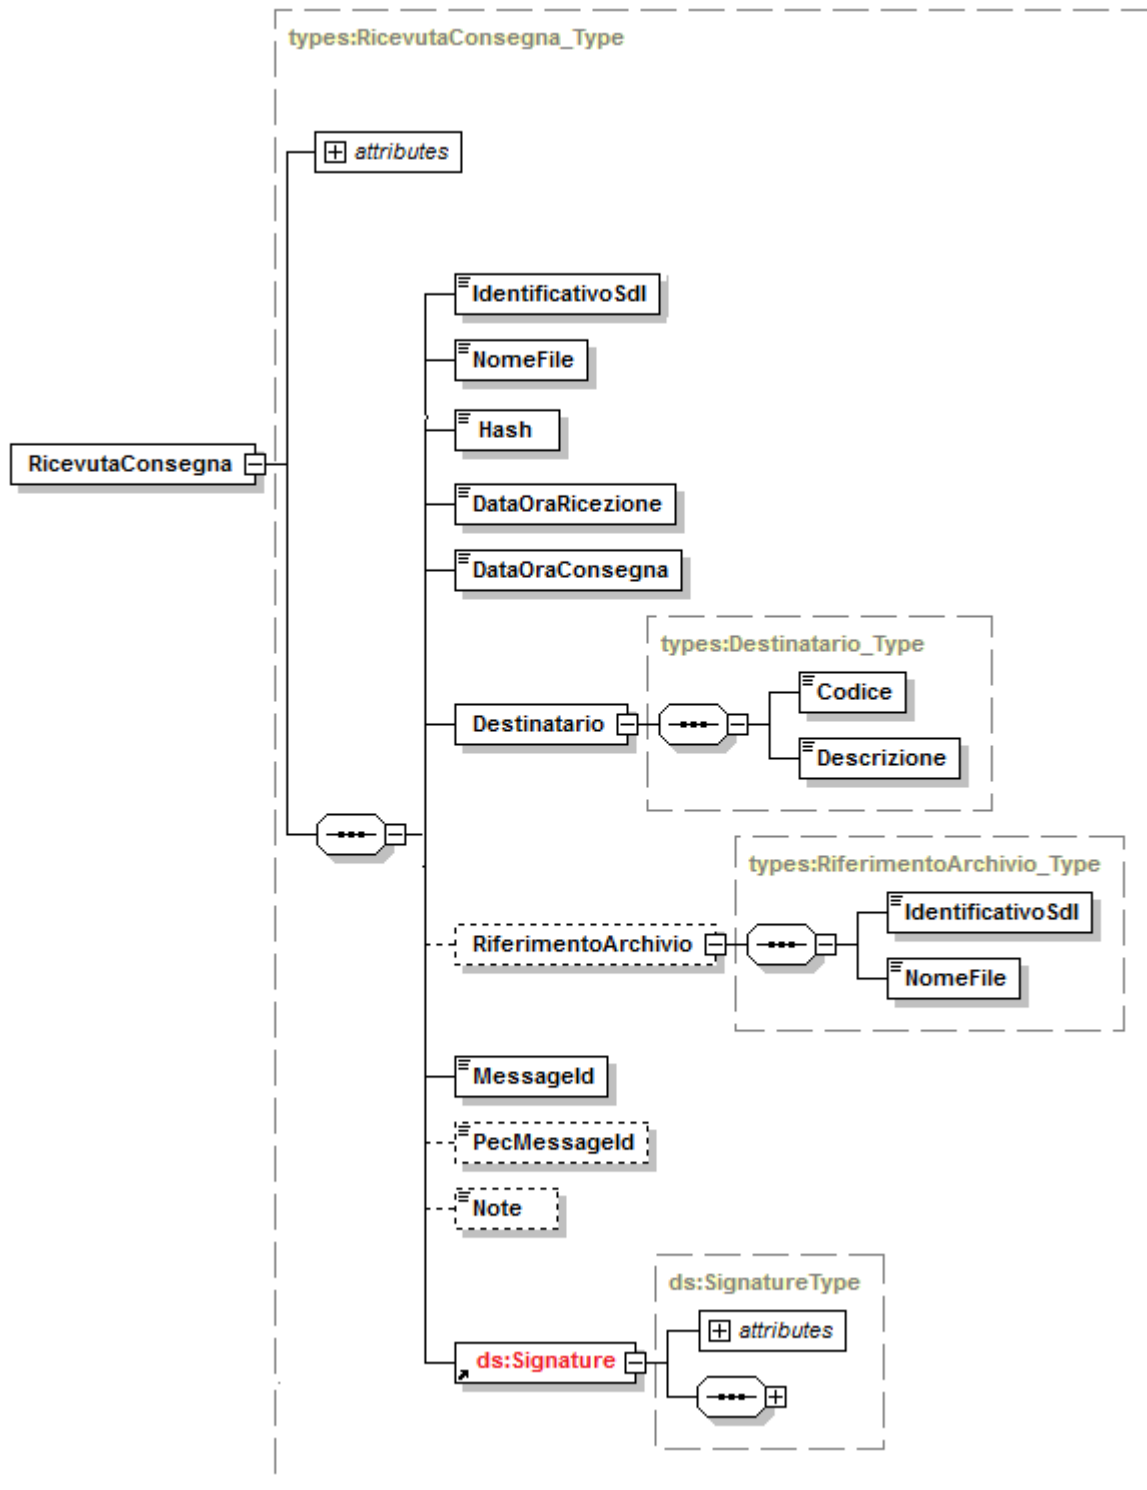 types:RicevutaConsegna_Type
attributes
IdentificativoSdI
NomeFile
Hash
RicevutaConsegna
DataOraRicezione
DataOraConsegna
types:Destinatario_Type
Codice
Destinatario
Descrizione
types:RiferimentoArchivio_Type
IdentificativoSdI
RiferimentoArchivio
NomeFile
MessageId
PecMessageId
Note
ds:SignatureType
attributes
ds:Signature